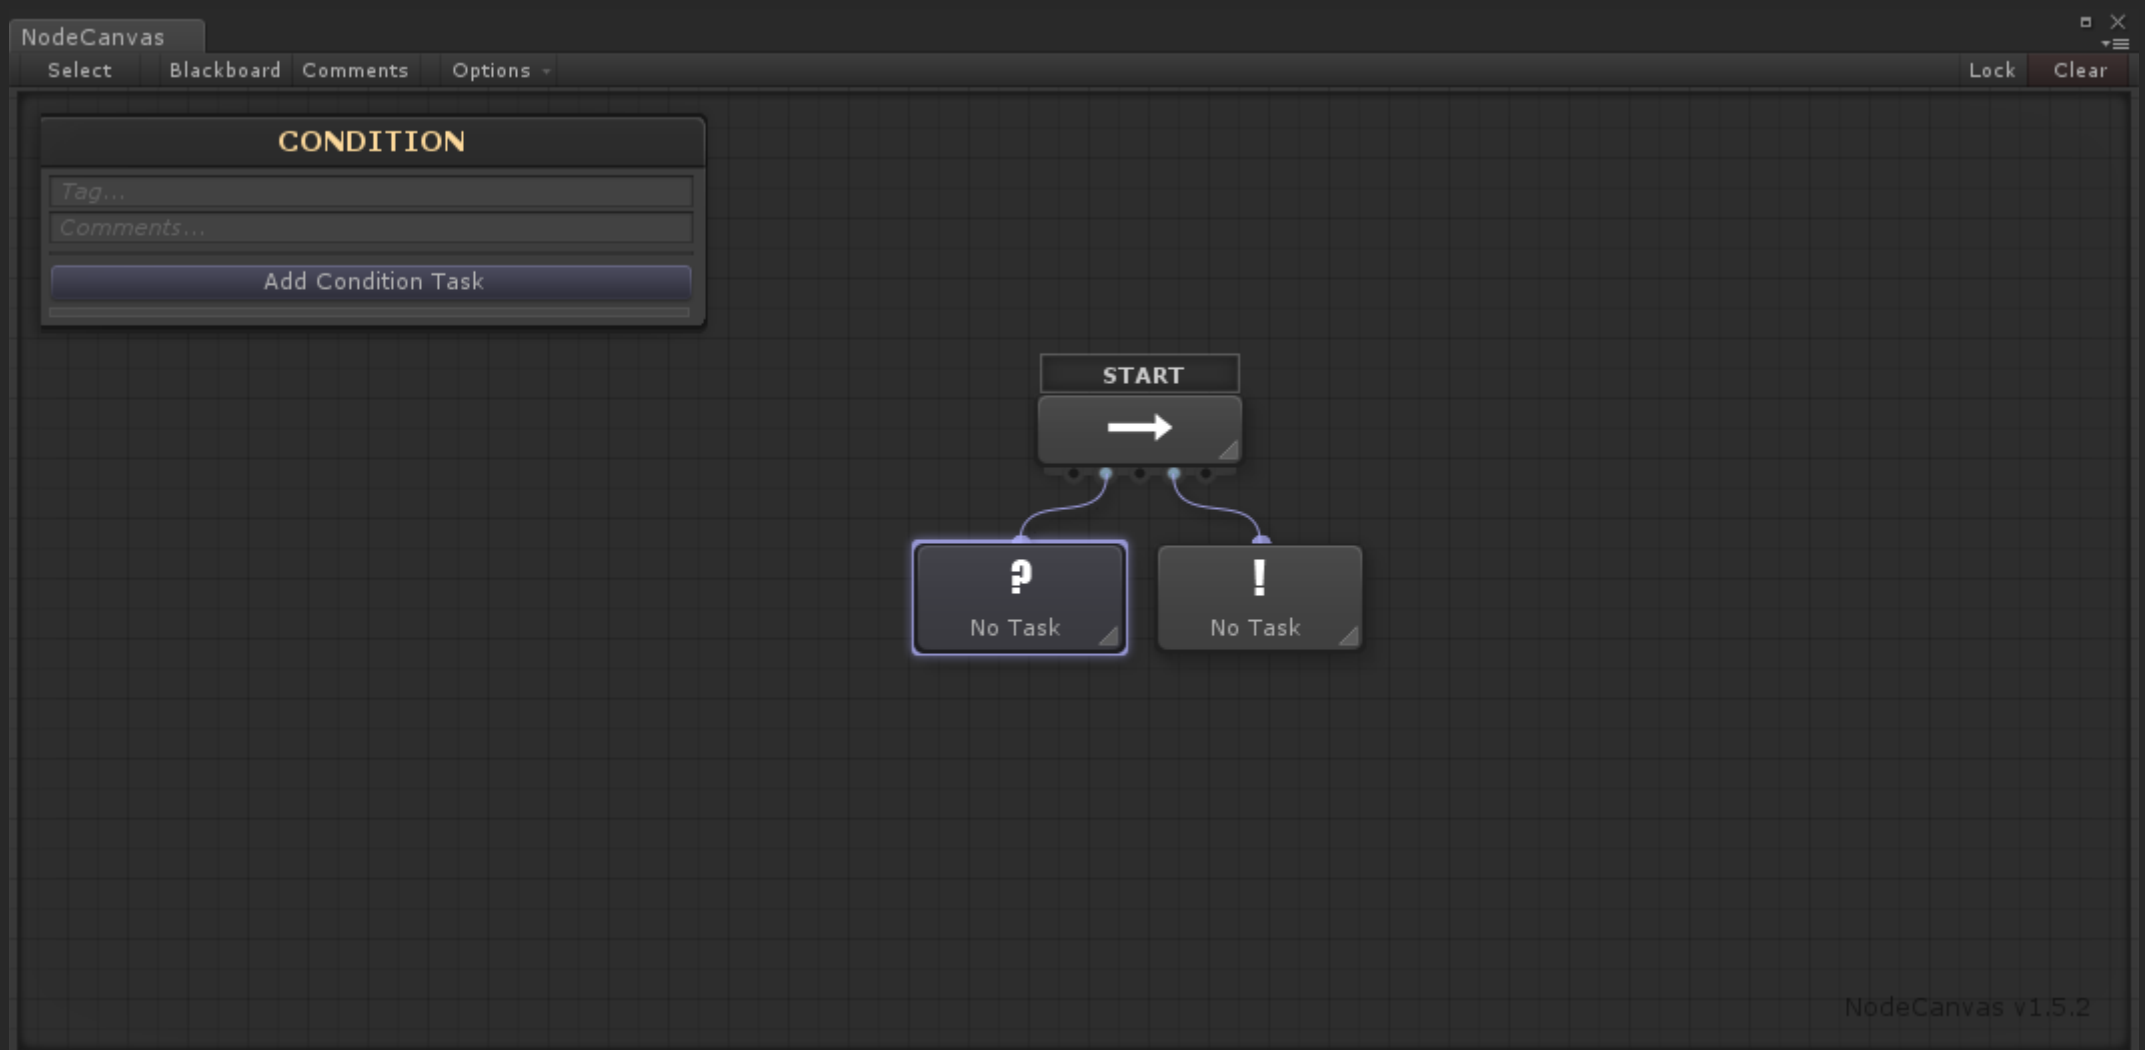 NodeCanvas
Select Blackboard Comments Options Lock Clear
CONDITION
Tag...
Comments...
Add Condition Task
START
? !
No Task No Task
NodeCanvas v1.5.2